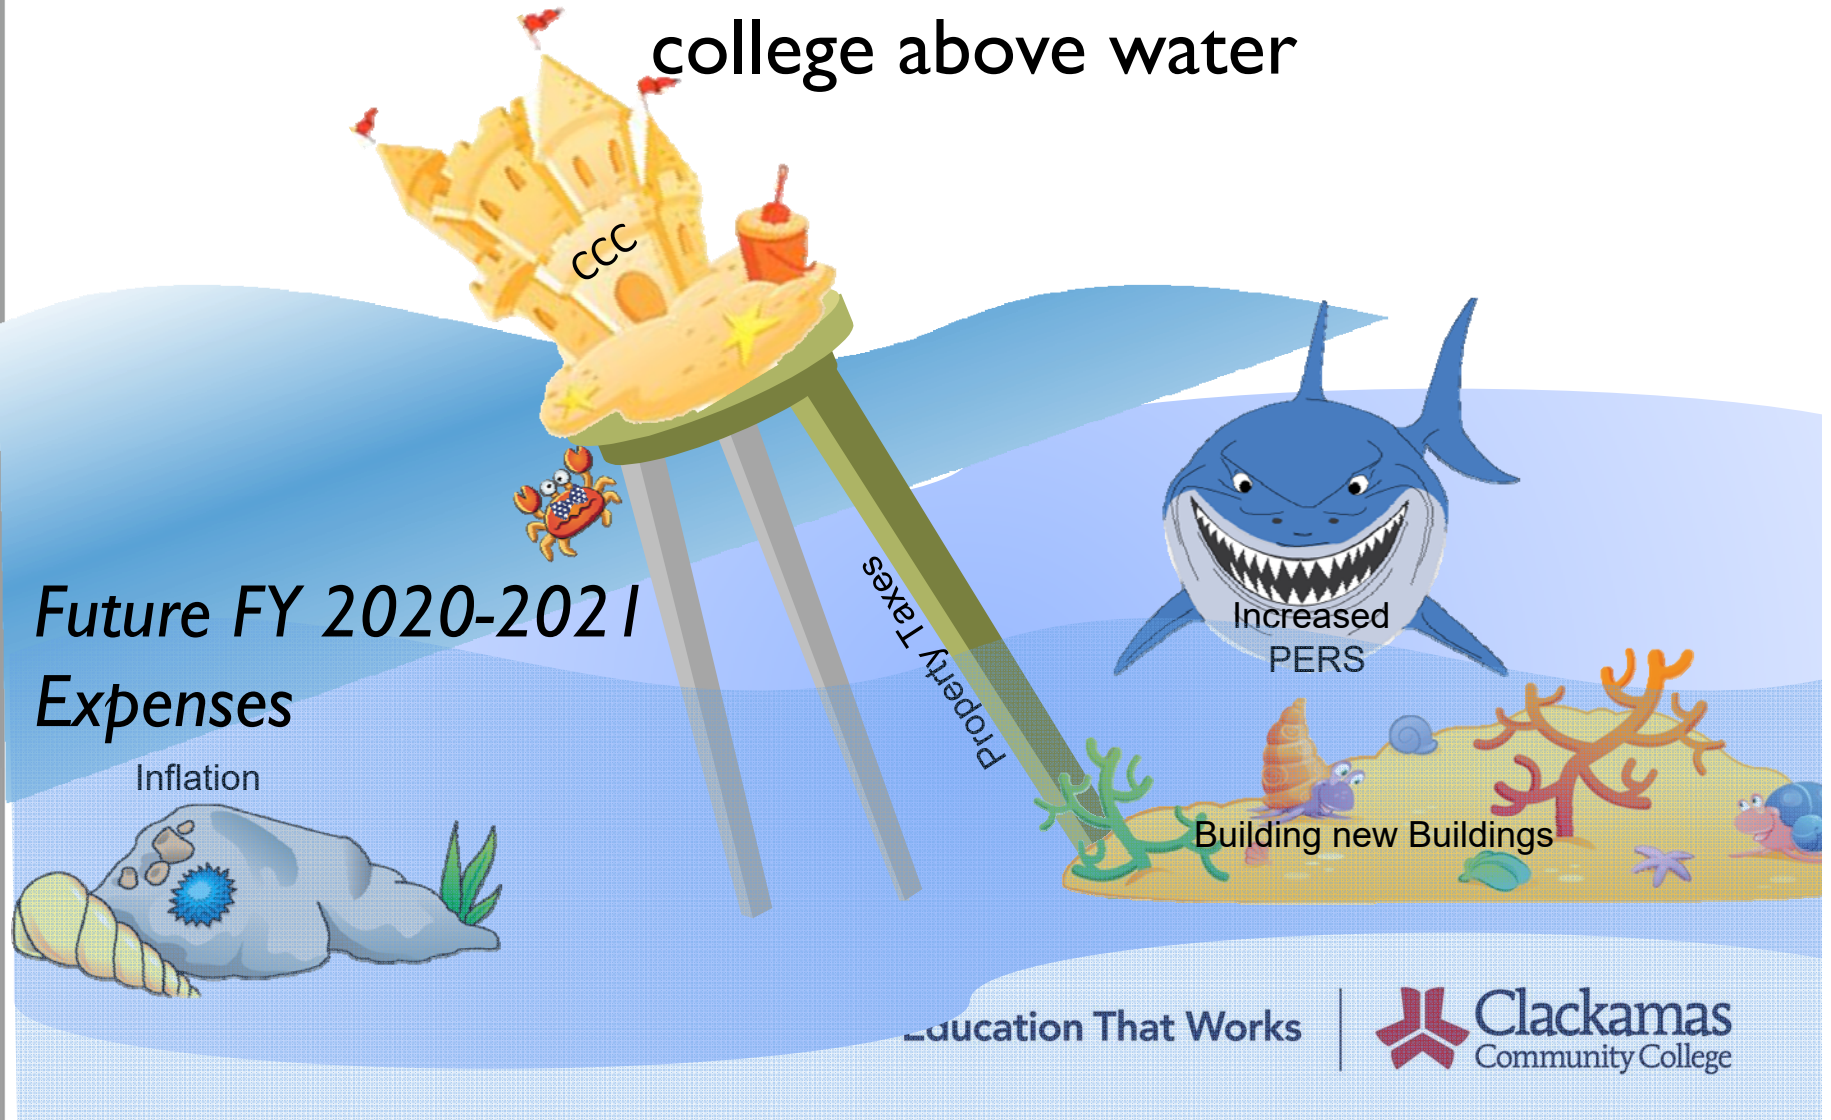 college above water
CCC
Property Taxes
Increased
PERS
Future FY 2020-2021
Expenses
Inflation
Building new Buildings
Education That Works
Clackamas
Community College